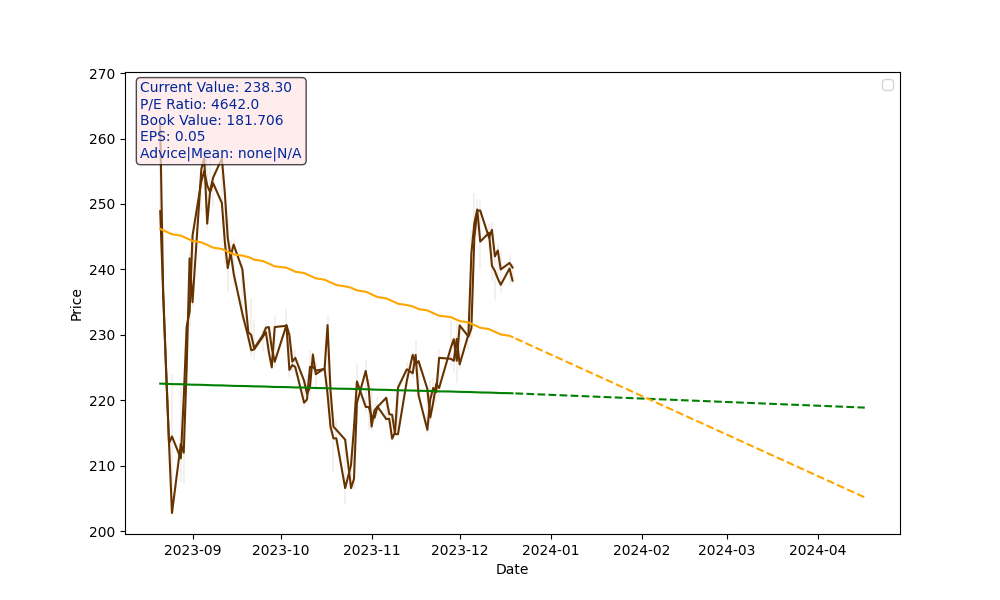 Current Value: 238.30
P/E Ratio: 4642.0
Book Value: 181.706
EPS: 0.05
Advice|Mean: none|N/A
Price
270
260
250
240
230
220
210
200
2023-09 2023-10 2023-11 2023-12 2024-01 2024-02 2024-03 2024-04
Date